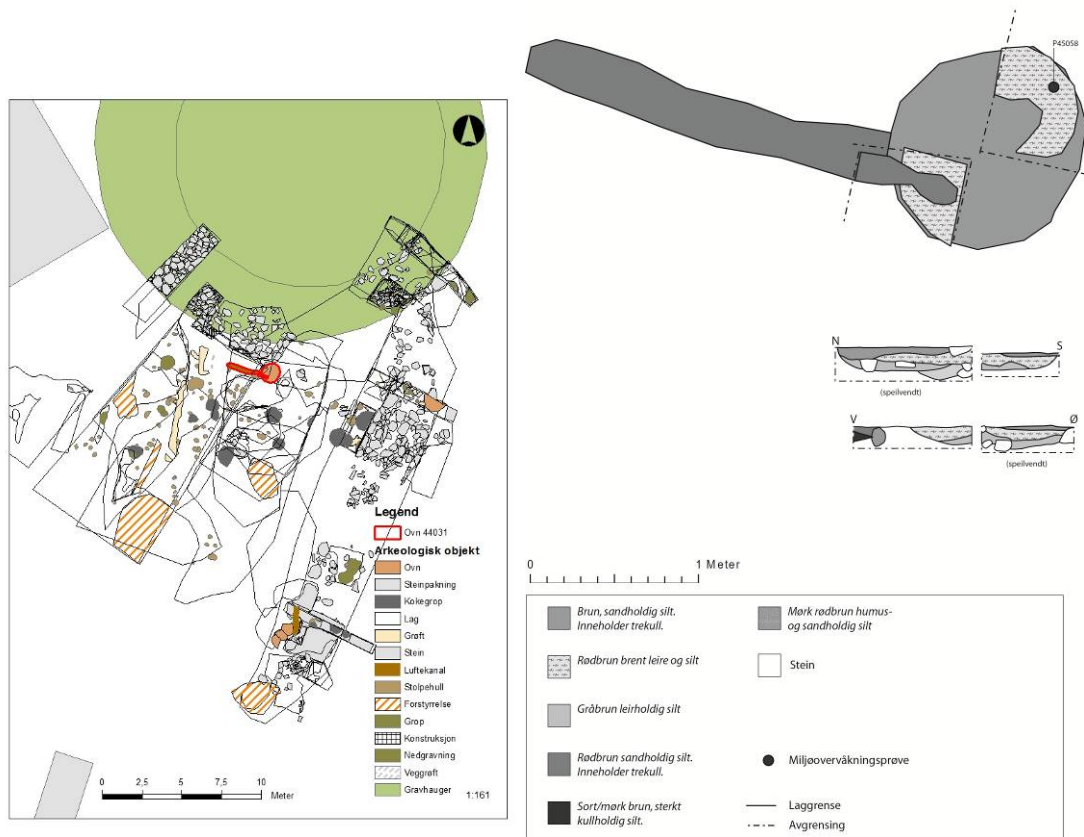 Legend
Ovn 44031
Arkeologisk objekt
Ovn
Steinpakning
Kokegrop
Lag
Grøft
Stein
Luftekanal
Stolpehull
Forstyrrelse
Grop
Konstruksjon
Nedgravning
Veggrøft
Gravhauger
0 2,5 5 7,5 10
Meter
1:161
P45058
N S
(speilvendt)
V Ø
(speilvendt)
0 1 Meter
Brun, sandholdig silt.
Inneholder trekull.
Rødbrun brent leire og silt
Gråbrun leirholdig silt
Rødbrun sandholdig silt.
Inneholder trekull.
Sort/mørk brun, sterkt
kullholdig silt.
Mørk rødbrun humus-
og sandholdig silt
Stein
Miljøovervåkningsprøve
Laggrense
Avgrensing